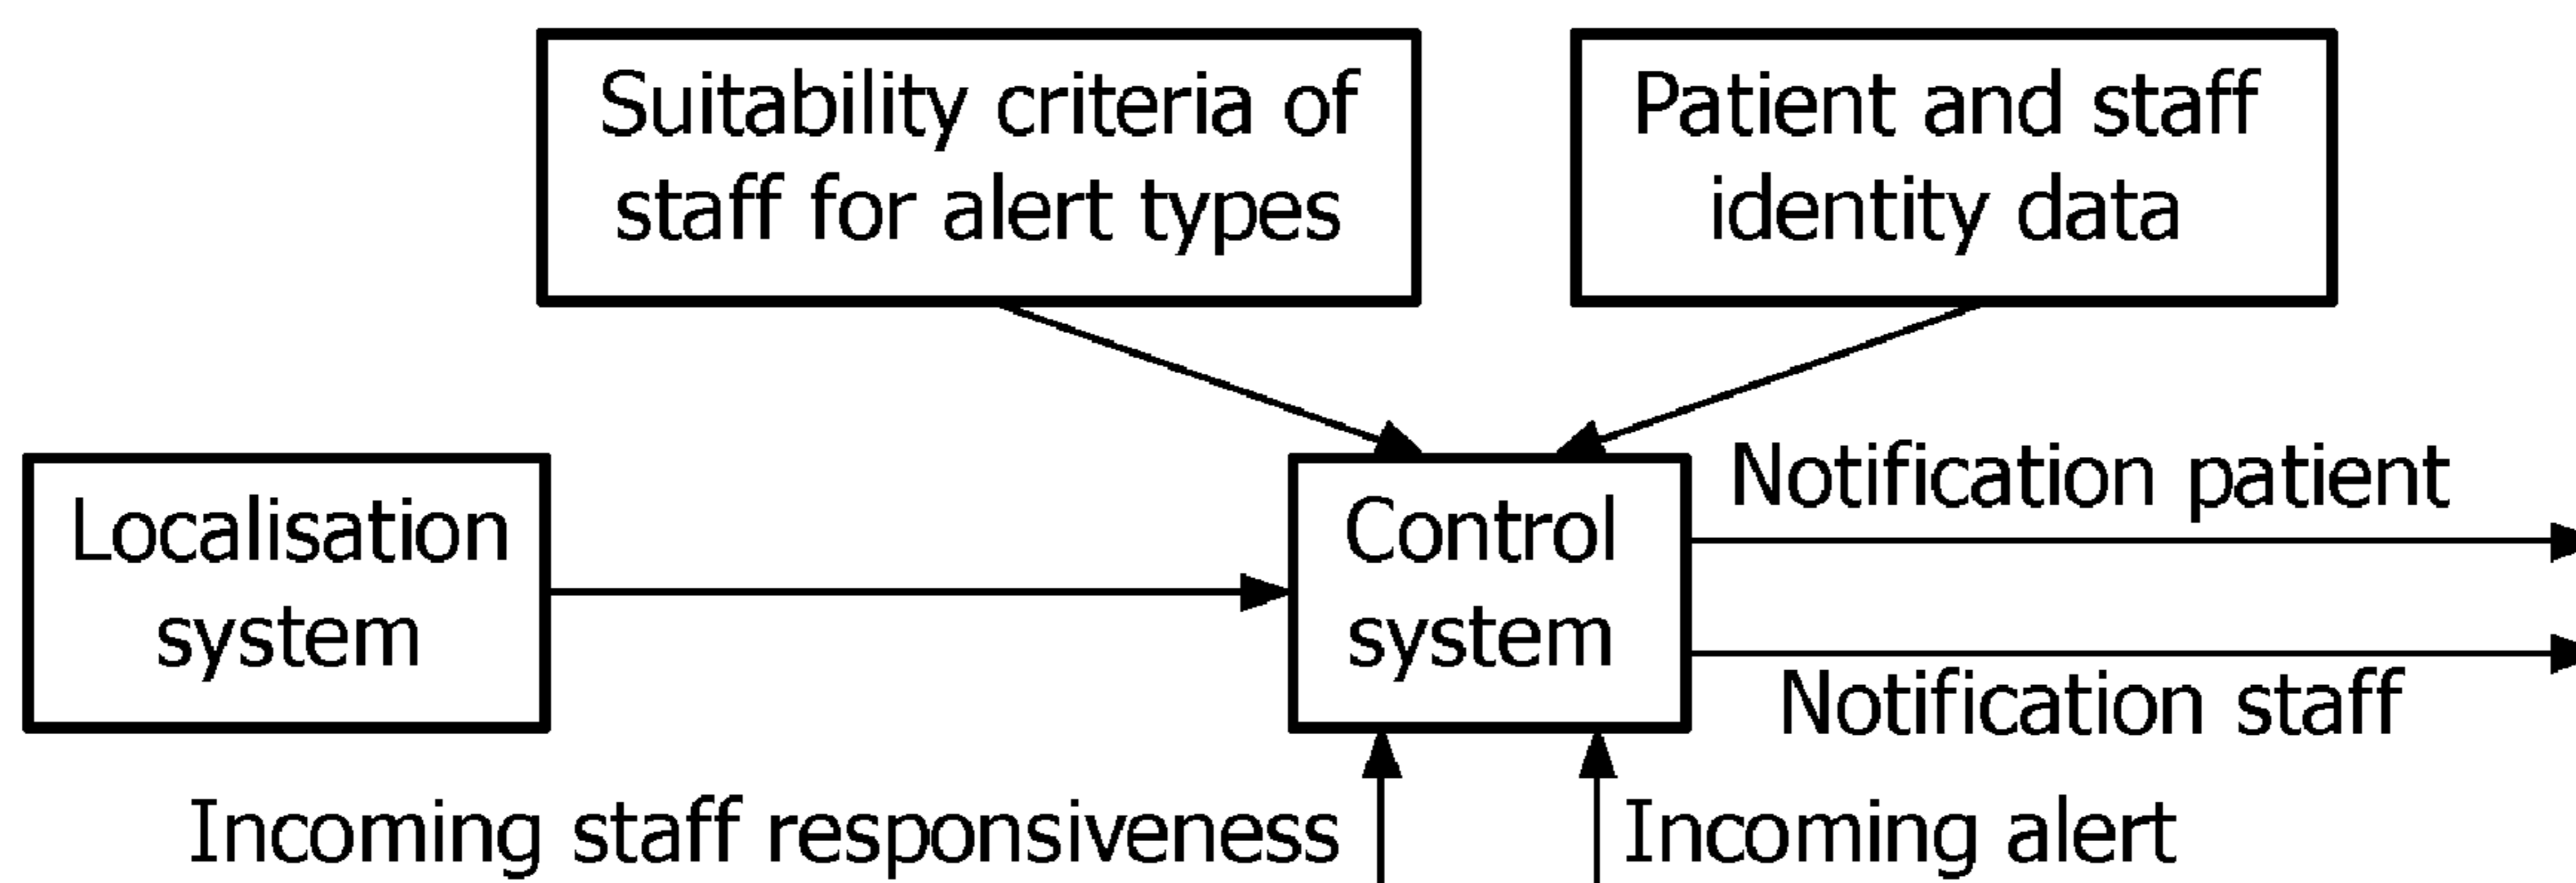 Suitability criteria of
staff for alert types
Patient and staff
identity data
Localisation
system
Control
system
Notification patient
Notification staff
Incoming staff responsiveness
Incoming alert